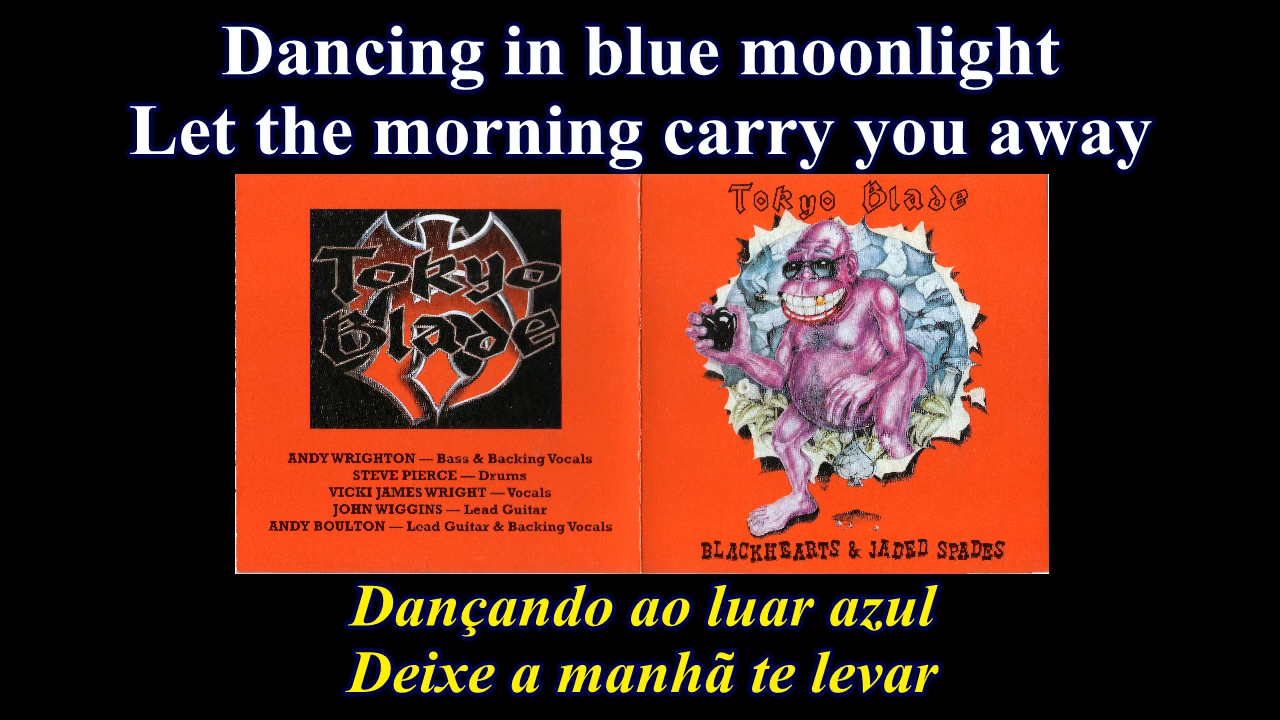 Dancing in blue moonlight
Let the morning carry you away
Tokyo
Blade
ANDY WRIGHTON — Bass & Backing Vocals
STEVE PIERCE — Drums
VICKI JAMES WRIGHT — Vocals
JOHN WIGGINS — Lead Guitar
ANDY BOULTON — Lead Guitar & Backing Vocals
Tokyo Blade
BLACKHEARTS & JADED SPADES
Dançando ao luar azul
Deixe a manhã te levar